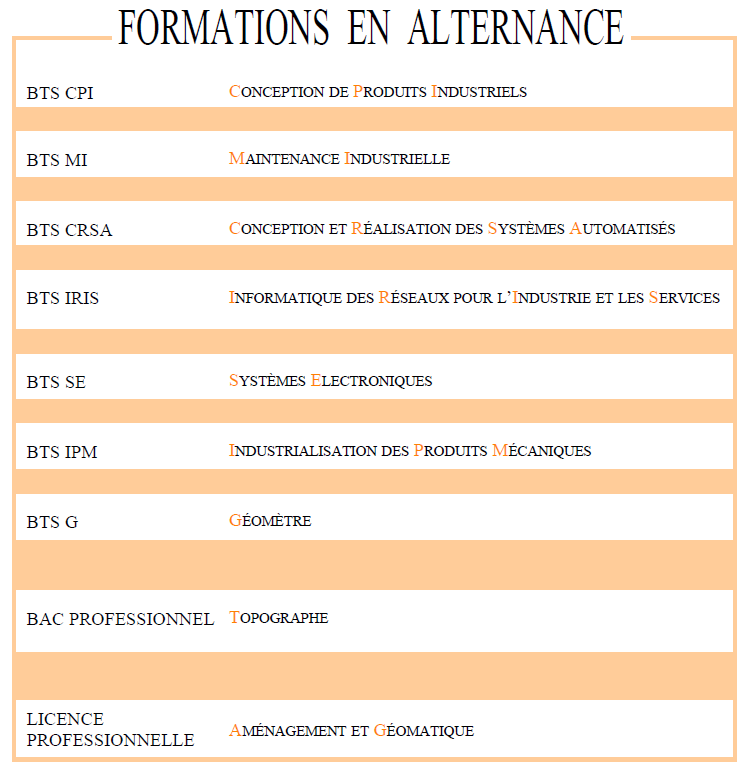 FORMATIONS EN ALTERNANCE
BTS CPI CONCEPTION DE PRODUITS INDUSTRIELS
BTS MI MAINTENANCE INDUSTRIELLE
BTS CRSA CONCEPTION ET RÉALISATION DES SYSTÈMES AUTOMATISÉS
BTS IRIS INFORMATIQUE DES RÉSEAUX POUR L’INDUSTRIE ET LES SERVICES
BTS SE SYSTÈMES ELECTRONIQUES
BTS IPM INDUSTRIALISATION DES PRODUITS MÉCANIQUES
BTS G GÉOMÈTRE
BAC PROFESSIONNEL TOPOGRAPHE
LICENCE
PROFESSIONNELLE AMÉNAGEMENT ET GÉOMATIQUE